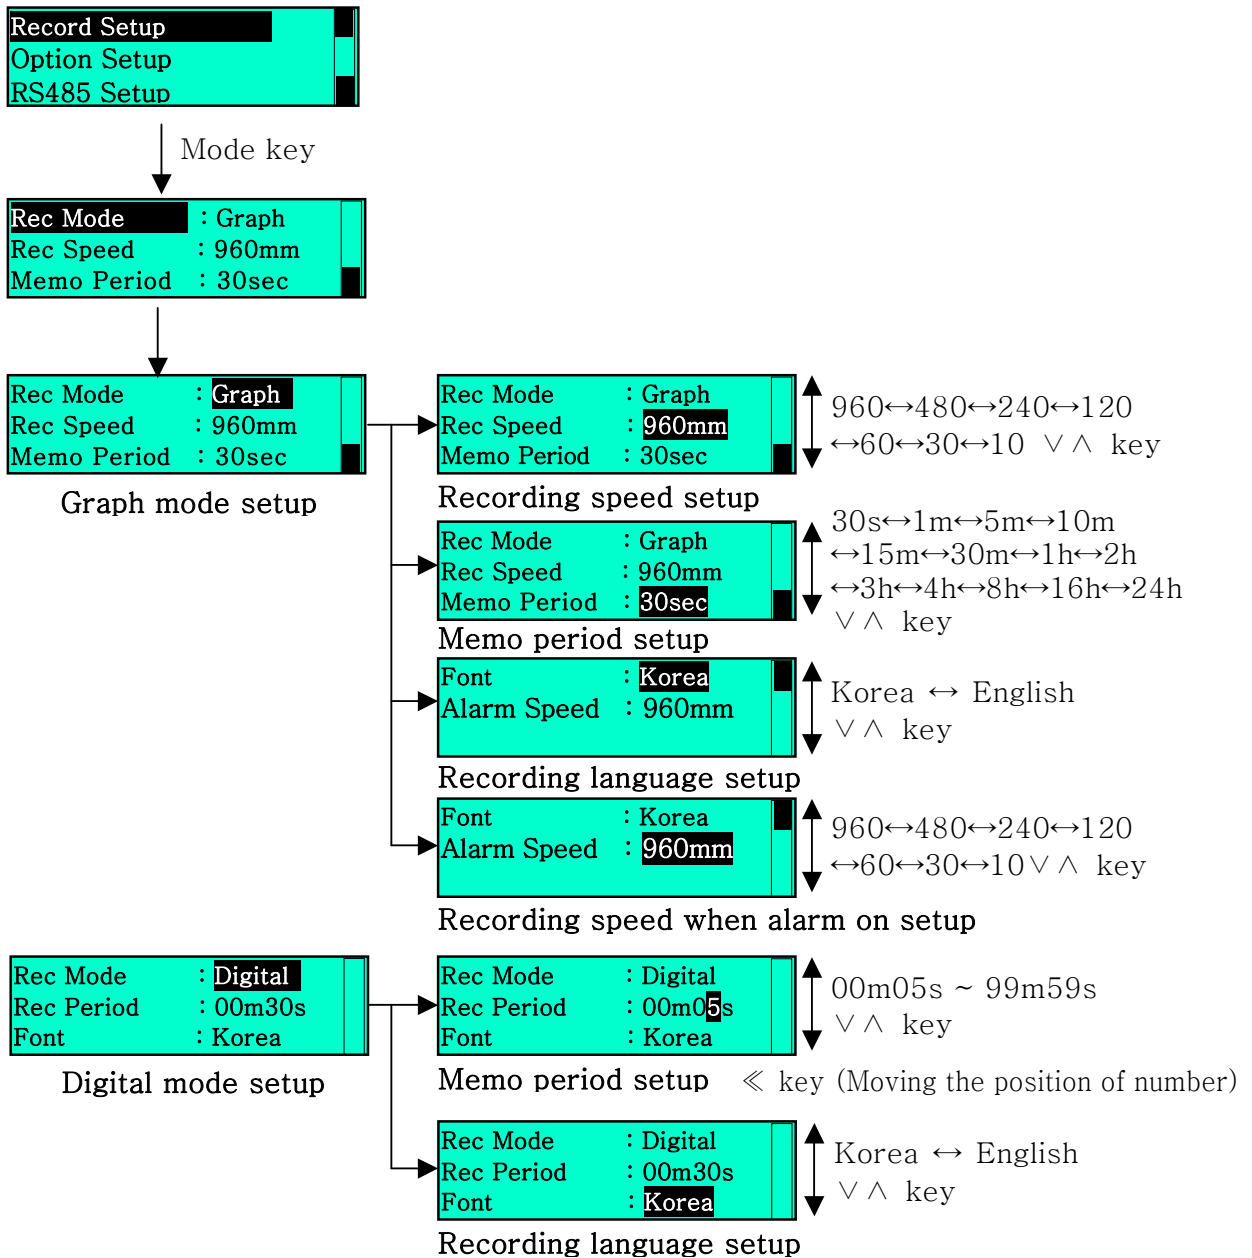 Record Setup
Option Setup
RS485 Setup
Mode key
Rec Mode : Graph
Rec Speed : 960mm
Memo Period : 30sec
Rec Mode : Graph
Rec Speed : 960mm
Memo Period : 30sec
Graph mode setup
Rec Mode : Graph
Rec Speed : 960mm
Memo Period : 30sec
960↔480↔240↔120
↔60↔30↔10 ∨∧ key
Recording speed setup
Rec Mode : Graph
Rec Speed : 960mm
Memo Period : 30sec
30s↔1m↔5m↔10m
↔15m↔30m↔1h↔2h
↔3h↔4h↔8h↔16h↔24h
∨∧ key
Memo period setup
Font : Korea
Alarm Speed : 960mm
Korea ↔ English
∨∧ key
Recording language setup
Font : Korea
Alarm Speed : 960mm
960↔480↔240↔120
↔60↔30↔10∨∧ key
Recording speed when alarm on setup
Rec Mode : Digital
Rec Period : 00m30s
Font : Korea
Digital mode setup
Rec Mode : Digital
Rec Period : 00m05s
Font : Korea
00m05s ~ 99m59s
∨∧ key
Memo period setup ≪ key (Moving the position of number)
Rec Mode : Digital
Rec Period : 00m30s
Font : Korea
Korea ↔ English
∨∧ key
Recording language setup